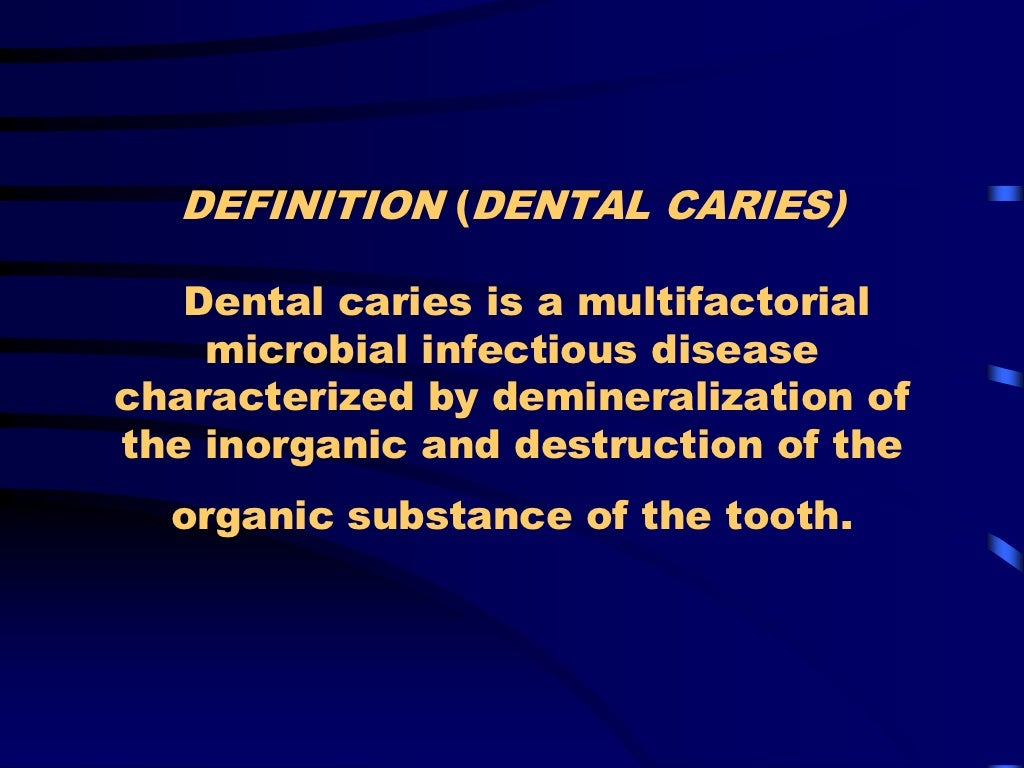 DEFINITION (DENTAL CARIES)
Dental caries is a multifactorial
microbial infectious disease
characterized by demineralization of
the inorganic and destruction of the
organic substance of the tooth.